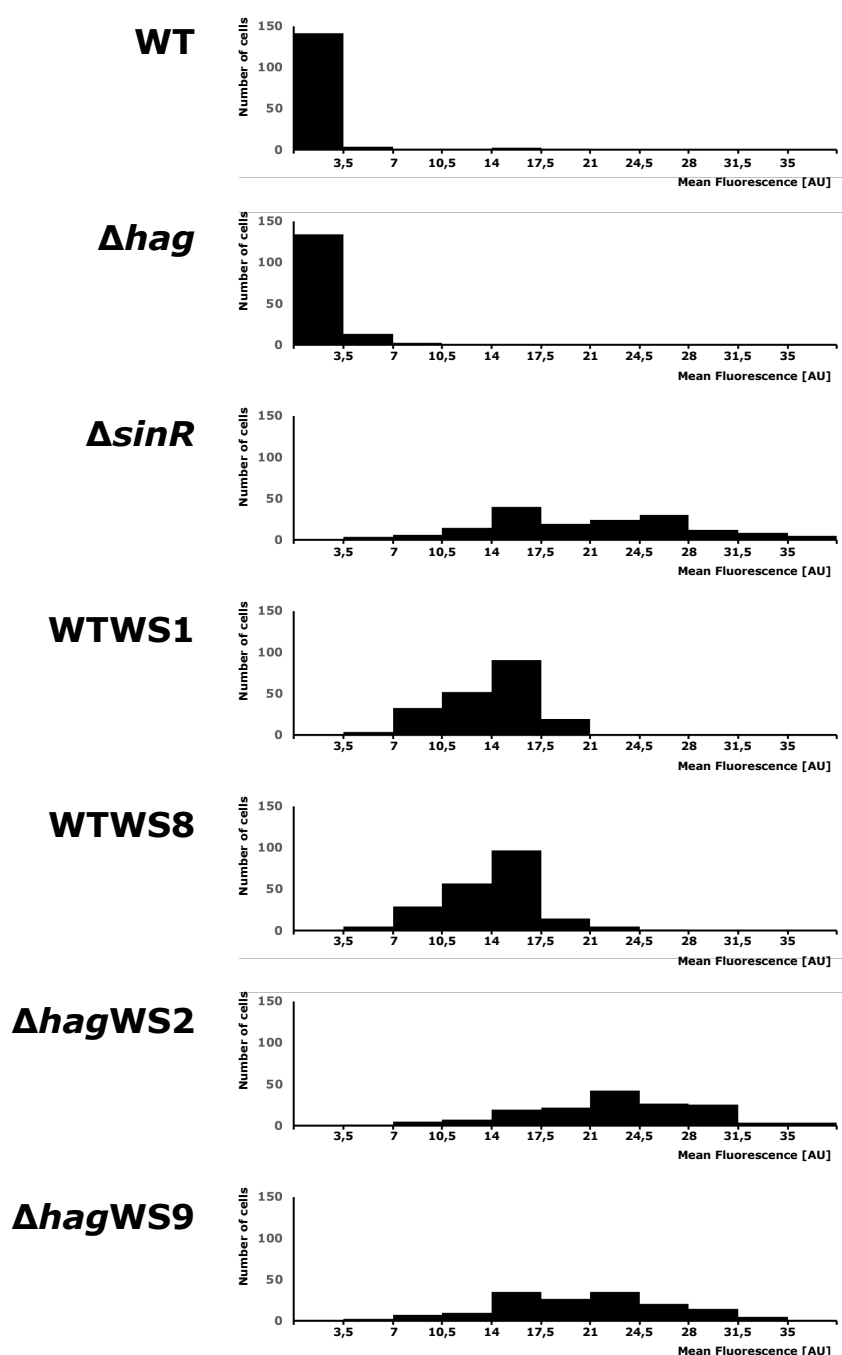 WT
Number of cells
150
100
50
0
3,5 7 10,5 14 17,5 21 24,5 28 31,5 35
Mean Fluorescence [AU]
Δhag
Number of cells
150
100
50
0
3,5 7 10,5 14 17,5 21 24,5 28 31,5 35
Mean Fluorescence [AU]
ΔsinR
Number of cells
150
100
50
0
3,5 7 10,5 14 17,5 21 24,5 28 31,5 35
Mean Fluorescence [AU]
WTWS1
Number of cells
150
100
50
0
3,5 7 10,5 14 17,5 21 24,5 28 31,5 35
Mean Fluorescence [AU]
WTWS8
Number of cells
150
100
50
0
3,5 7 10,5 14 17,5 21 24,5 28 31,5 35
Mean Fluorescence [AU]
ΔhagWS2
Number of cells
150
100
50
0
3,5 7 10,5 14 17,5 21 24,5 28 31,5 35
Mean Fluorescence [AU]
ΔhagWS9
Number of cells
150
100
50
0
3,5 7 10,5 14 17,5 21 24,5 28 31,5 35
Mean Fluorescence [AU]